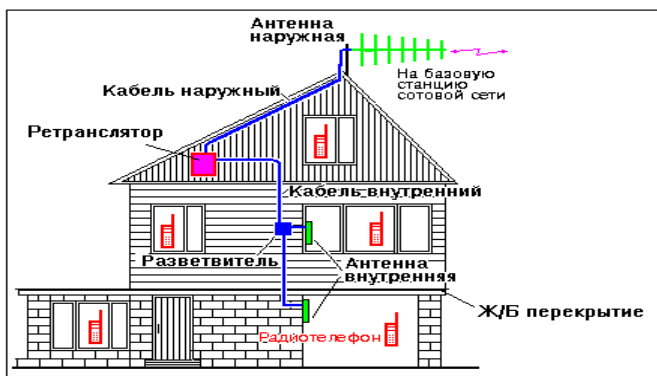 Антенна
наружная
На базовую
станцию
сотовой сети
Кабель наружный
Ретранслятор
Кабель внутренний
Разветвитель
Антенна
внутренняя
Ж/Б перекрытие
Радиотелефон